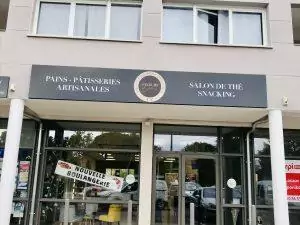 PAINS - PÂTISSERIES
ARTISANALES
SALON DE THÉ
SNACKING
NOUVELLE
BOULANGERIE